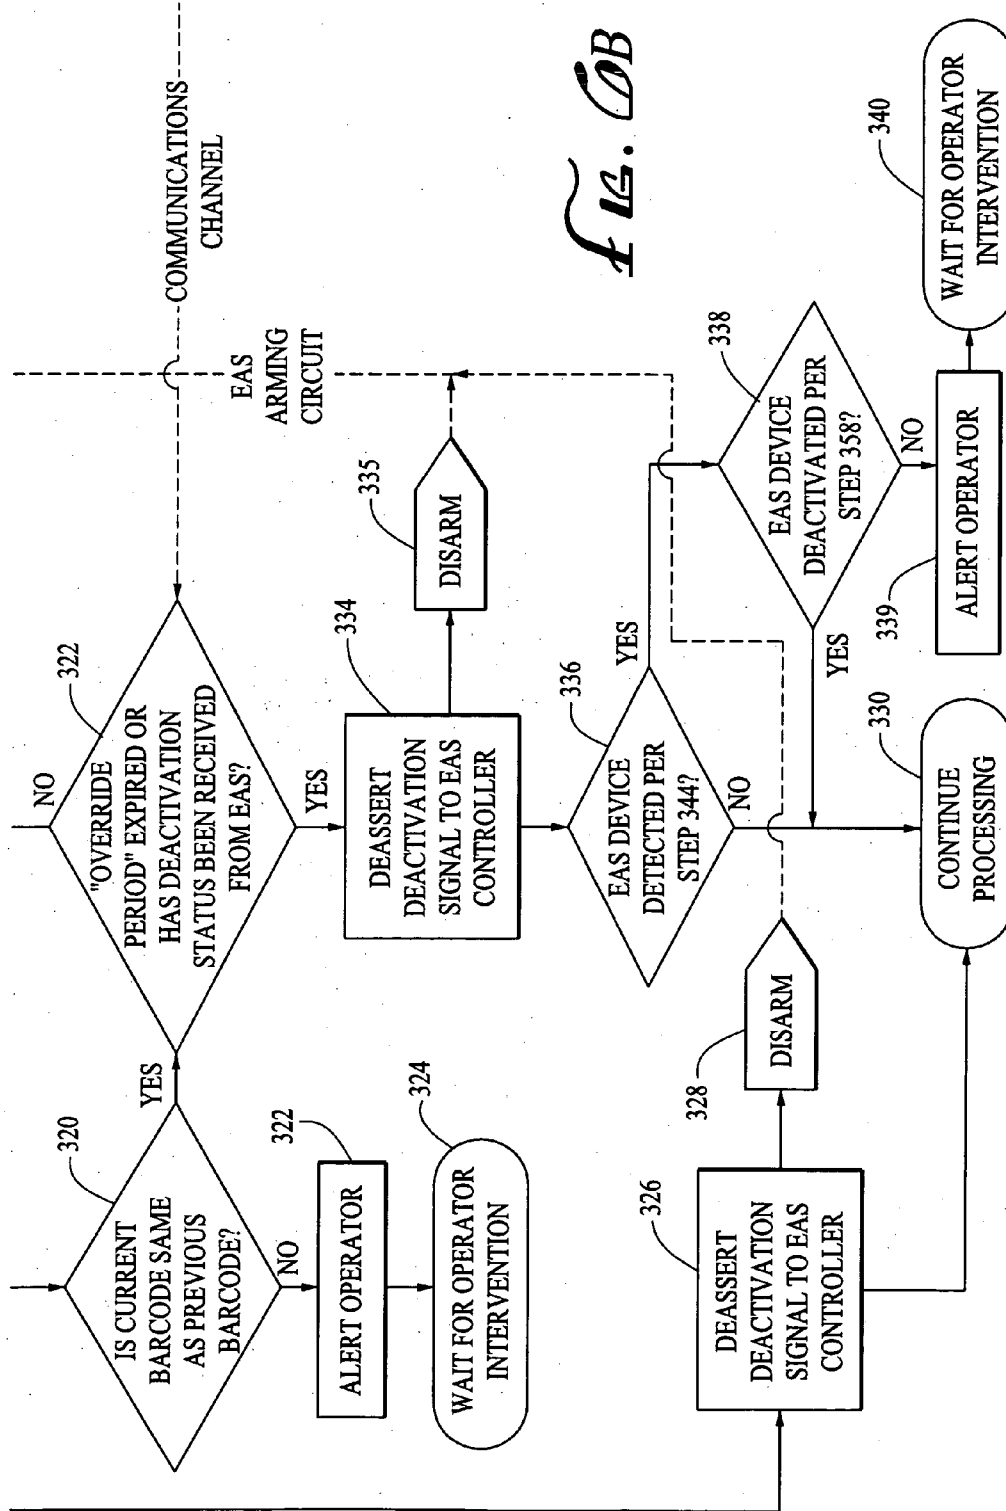 320
IS CURRENT
BARCODE SAME
AS PREVIOUS
BARCODE?
YES
NO
322
ALERT OPERATOR
324
WAIT FOR OPERATOR
INTERVENTION
322
"OVERRIDE
PERIOD" EXPIRED OR
HAS DEACTIVATION
STATUS BEEN RECEIVED
FROM EAS?
NO
YES
COMMUNICATIONS
CHANNEL
334
DEASSERT
DEACTIVATION
SIGNAL TO EAS
CONTROLLER
335
DISARM
EAS
ARMING
CIRCUIT
336
EAS DEVICE
DETECTED PER
STEP 344?
YES
NO
338
EAS DEVICE
DEACTIVATED PER
STEP 358?
YES
NO
339
ALERT OPERATOR
340
WAIT FOR OPERATOR
INTERVENTION
326
DEASSERT
DEACTIVATION
SIGNAL TO EAS
CONTROLLER
328
DISARM
330
CONTINUE
PROCESSING
FIG. 6B